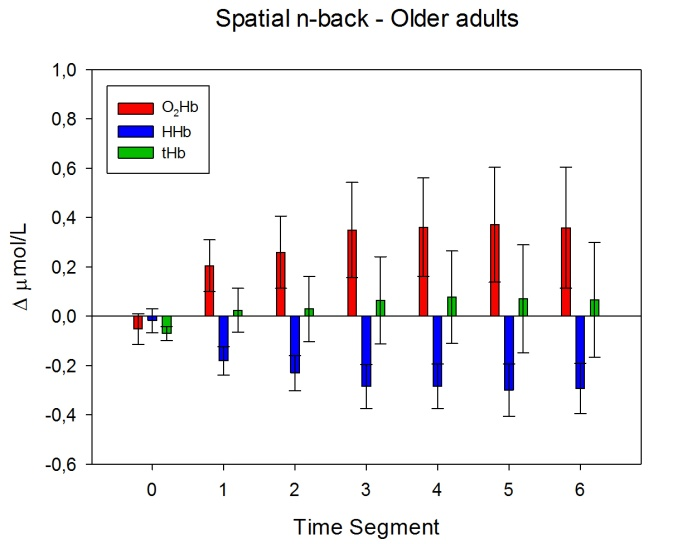 Spatial n-back - Older adults
1,0
0,8
0,6
0,4
0,2
0,0
-0,2
-0,4
-0,6
Δ μmol/L
O₂Hb
HHb
tHb
0 1 2 3 4 5 6
Time Segment